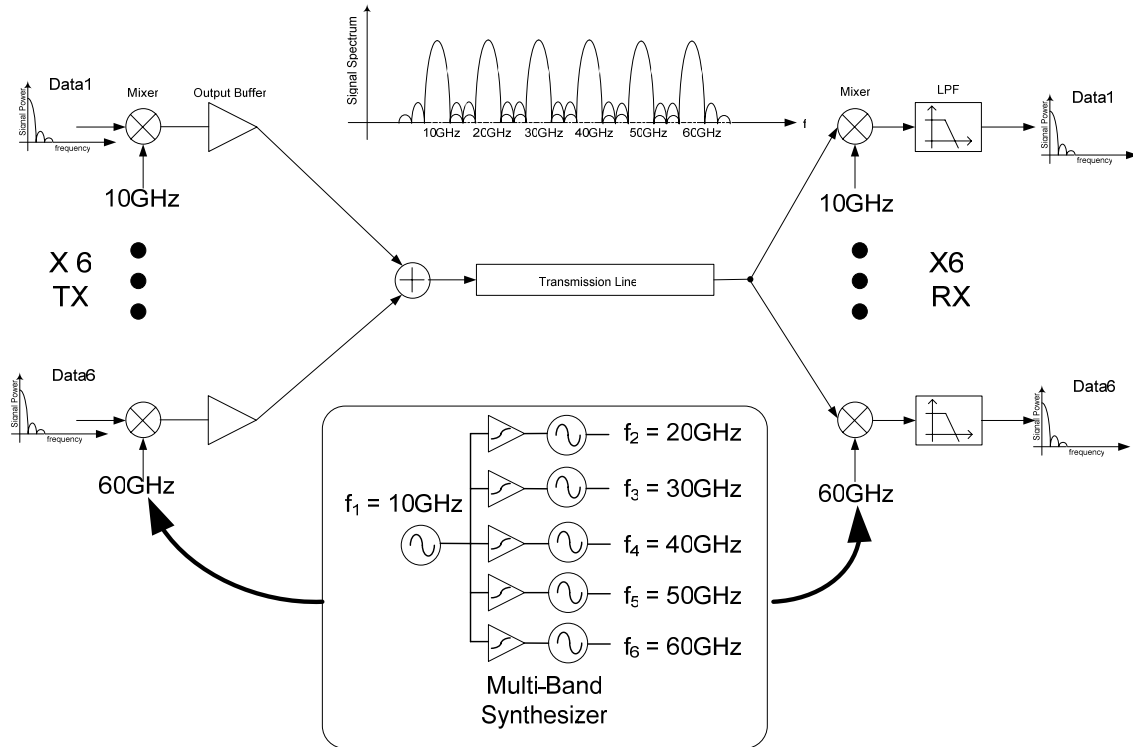 Signal Spectrum
10GHz 20GHz 30GHz 40GHz 50GHz 60GHz
f
Data1
Signal Power
frequency
Mixer
Output Buffer
10GHz
Mixer
LPF
10GHz
Data1
Signal Power
frequency
X 6
TX
Transmission Line
X6
RX
Data6
Signal Power
frequency
60GHz
60GHz
Data6
Signal Power
frequency
f1 = 10GHz
f2 = 20GHz
f3 = 30GHz
f4 = 40GHz
f5 = 50GHz
f6 = 60GHz
Multi-Band
Synthesizer